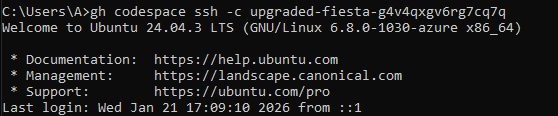 C:\Users\A>gh codespace ssh -c upgraded-fiesta-g4v4qxgv6rg7cq7q
Welcome to Ubuntu 24.04.3 LTS (GNU/Linux 6.8.0-1030-azure x86_64)
* Documentation:  https://help.ubuntu.com
* Management:     https://landscape.canonical.com
* Support:        https://ubuntu.com/pro
Last login: Wed Jan 21 17:09:10 2026 from ::1